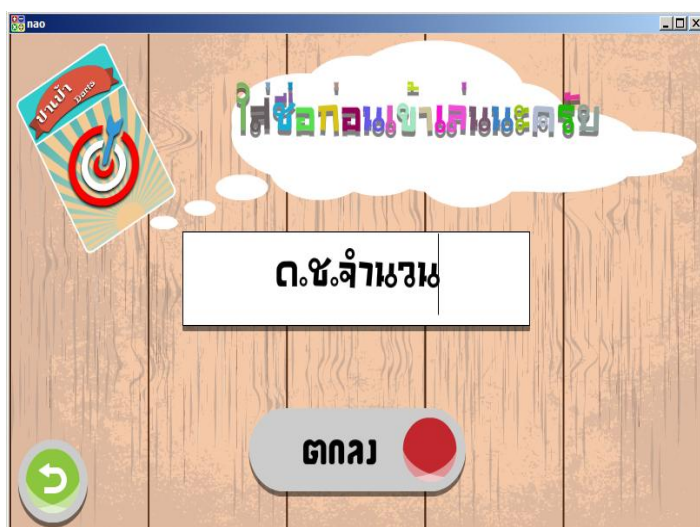 nao
ปาเป้า
Darts
ใส่ชื่อก่อนเข้าเล่นนะครับ
ด.ช.จำนวน
ตกลง